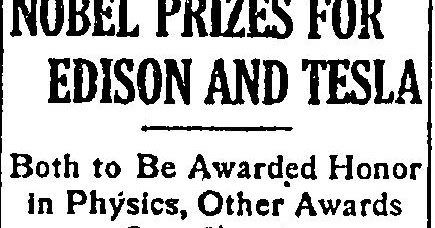 NOBEL PRIZES FOR
EDISON AND TESLA
Both to Be Awarded Honor
in Physics, Other Awards